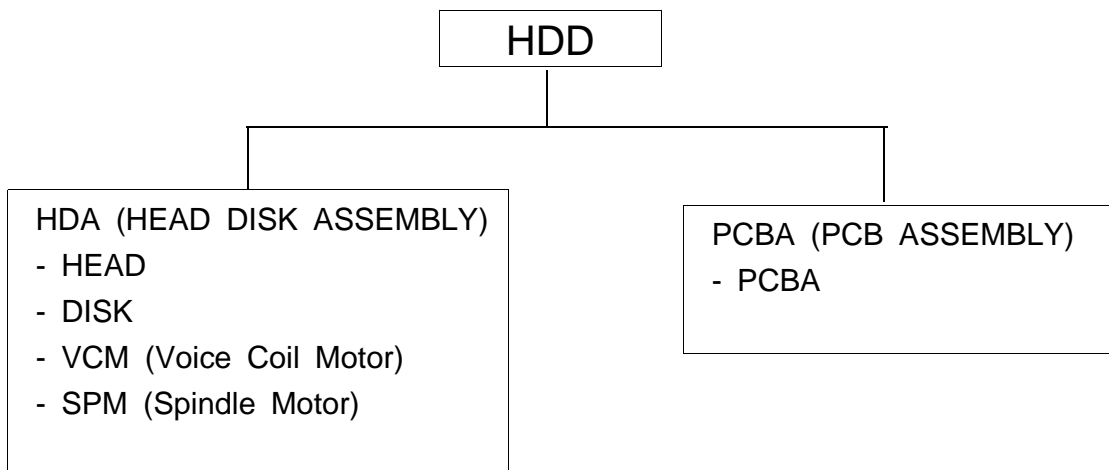 HDD
HDA (HEAD DISK ASSEMBLY)
- HEAD
- DISK
- VCM (Voice Coil Motor)
- SPM (Spindle Motor)
PCBA (PCB ASSEMBLY)
- PCBA